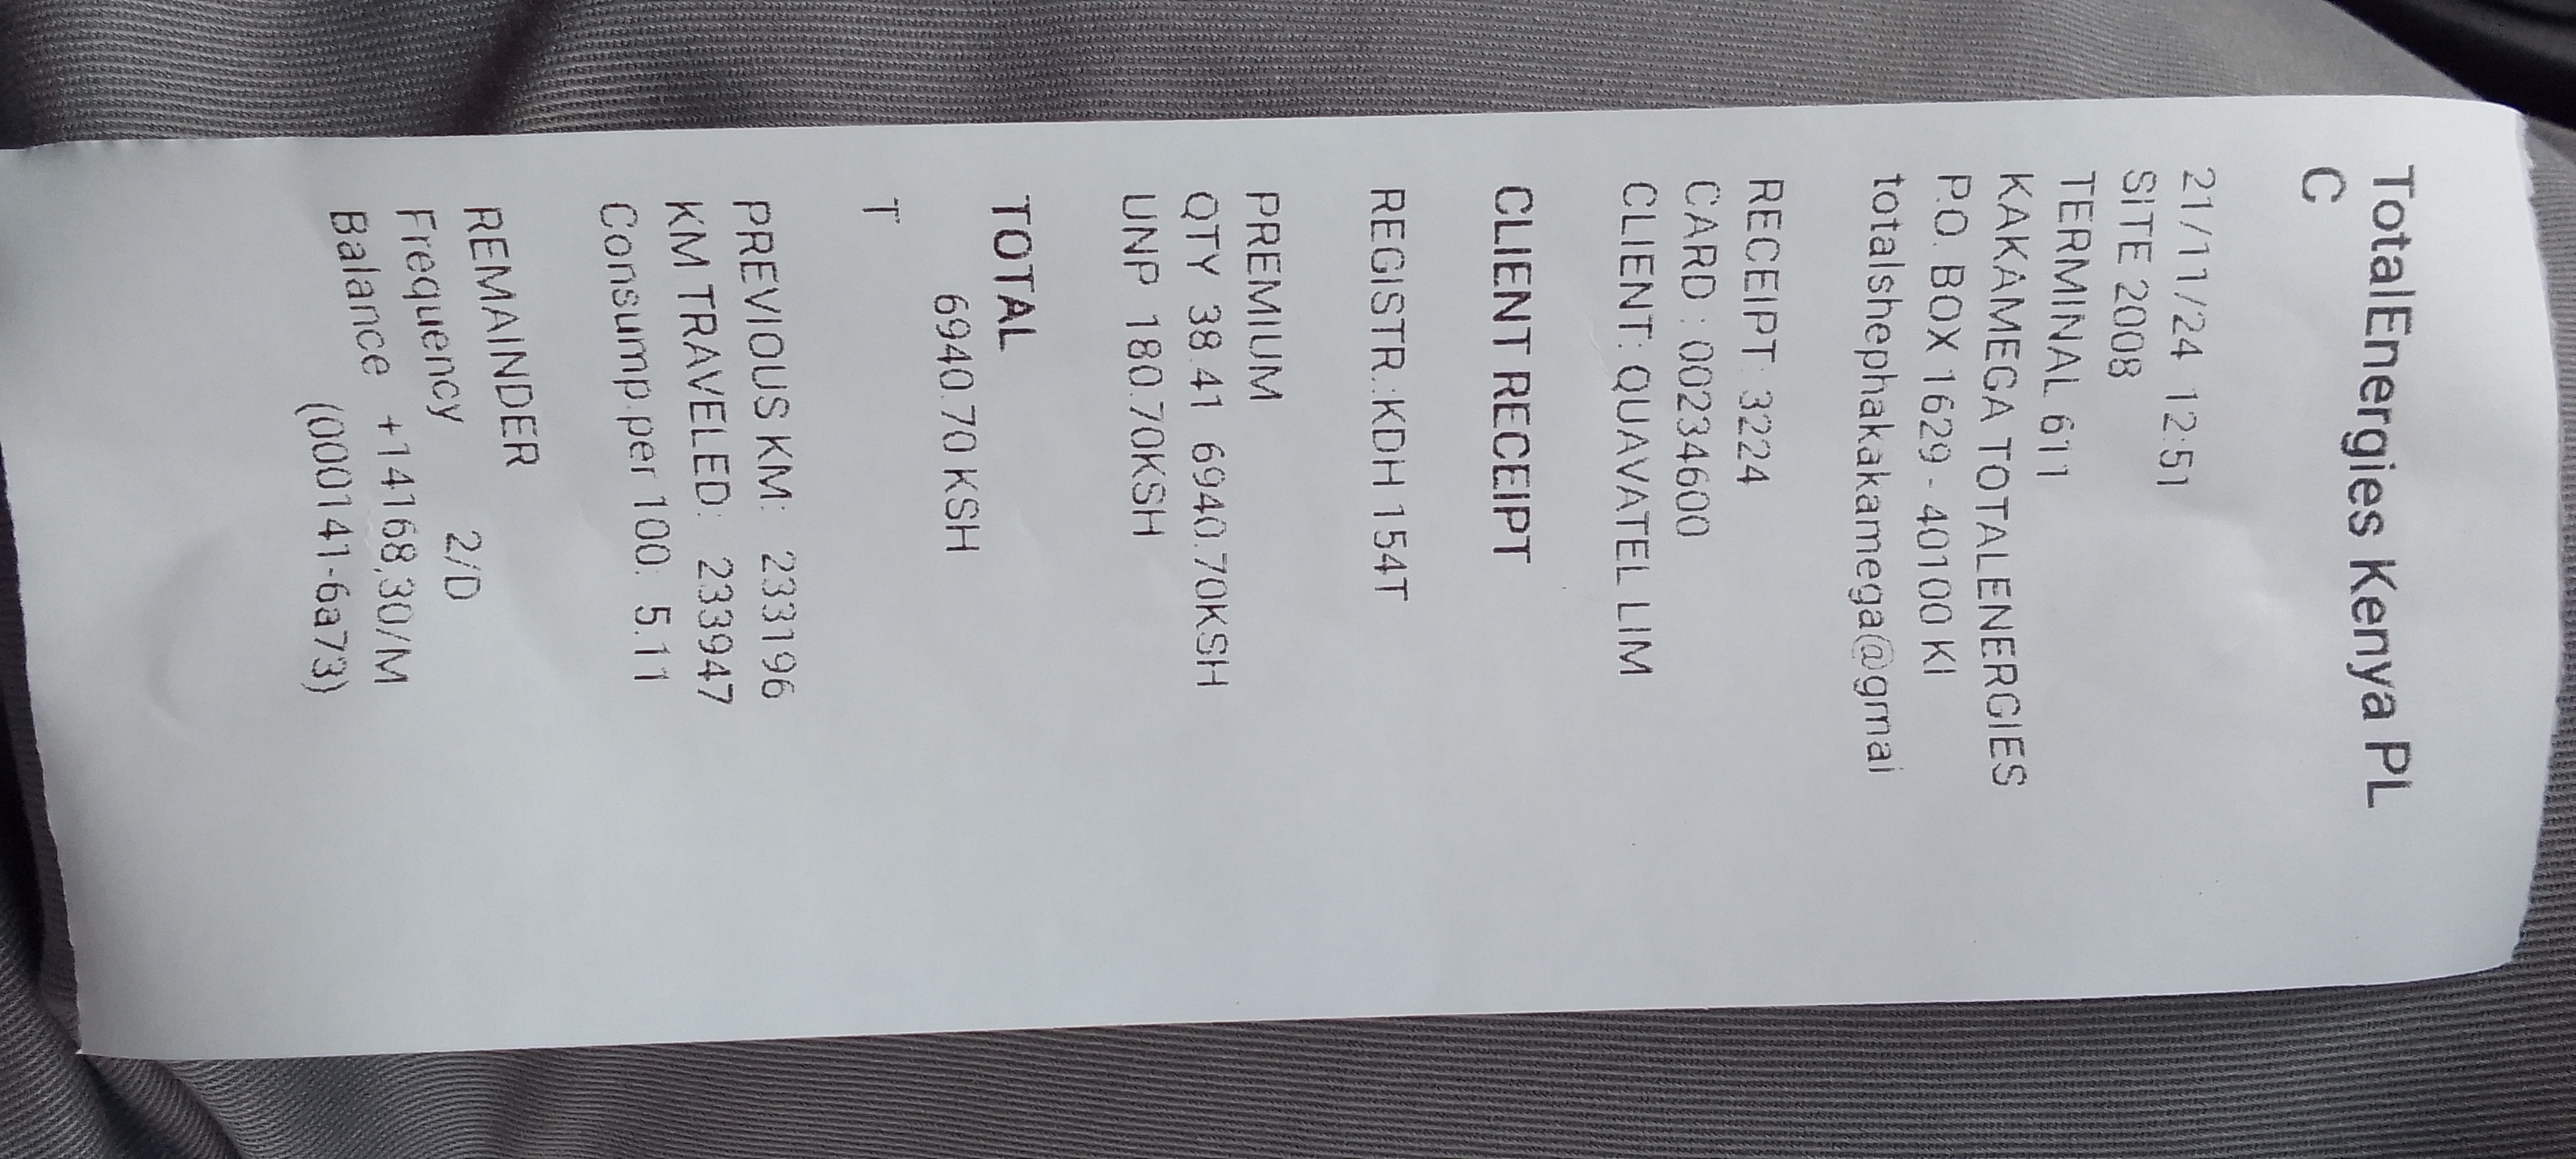 TotalEnergies Kenya PL
C
21/11/24 12:51
SITE 2008
TERMINAL 611
KAKAMEGA TOTALENERGIES
P.O. BOX 1629 - 40100 KI
totalshephakakamega@gmai
RECEIPT: 3224
CARD : 00234600
CLIENT: QUAVATEL LIM
CLIENT RECEIPT
REGISTR.:KDH 154T
PREMIUM
QTY 38.41 6940.70KSH
UNP 180.70KSH
TOTAL
6940.70 KSH
T
PREVIOUS KM: 233196
KM TRAVELED: 233947
Consump.per 100: 5.11
REMAINDER
Frequency 2/D
Balance +14168,30/M
(000141-6a73)